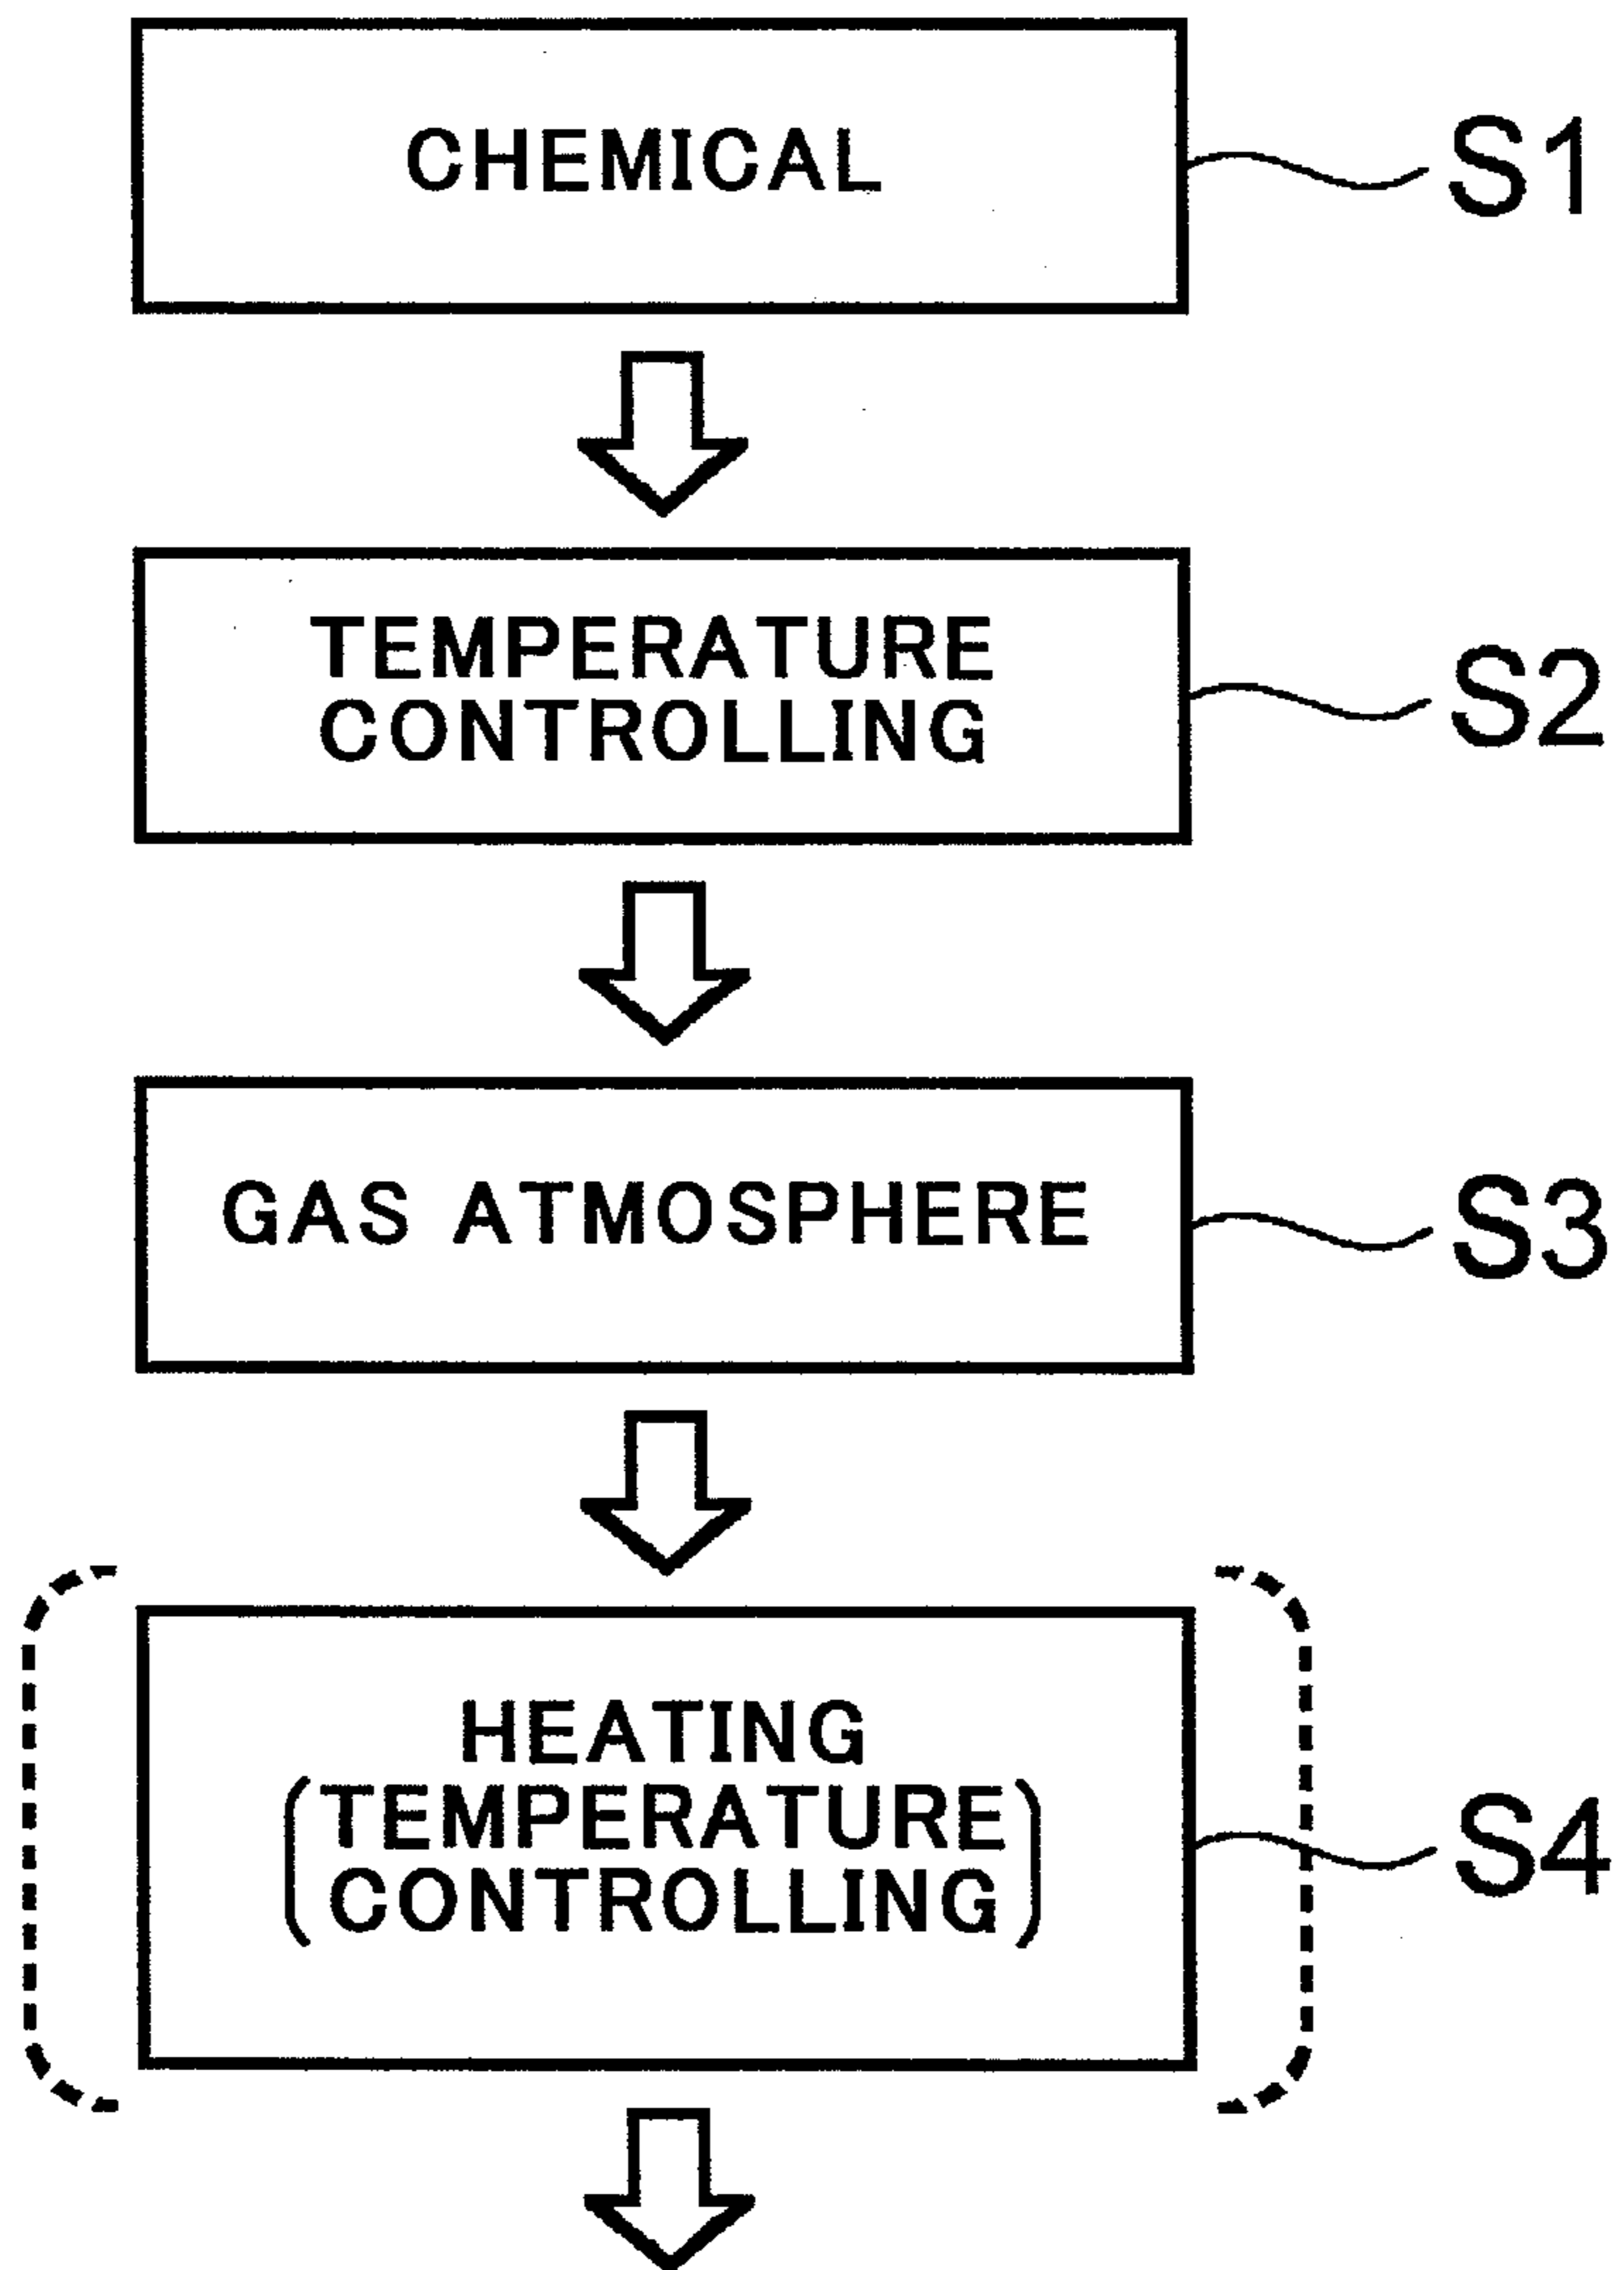 CHEMICAL
S1
TEMPERATURE
CONTROLLING
S2
GAS ATMOSPHERE
S3
HEATING
(TEMPERATURE
CONTROLLING)
S4